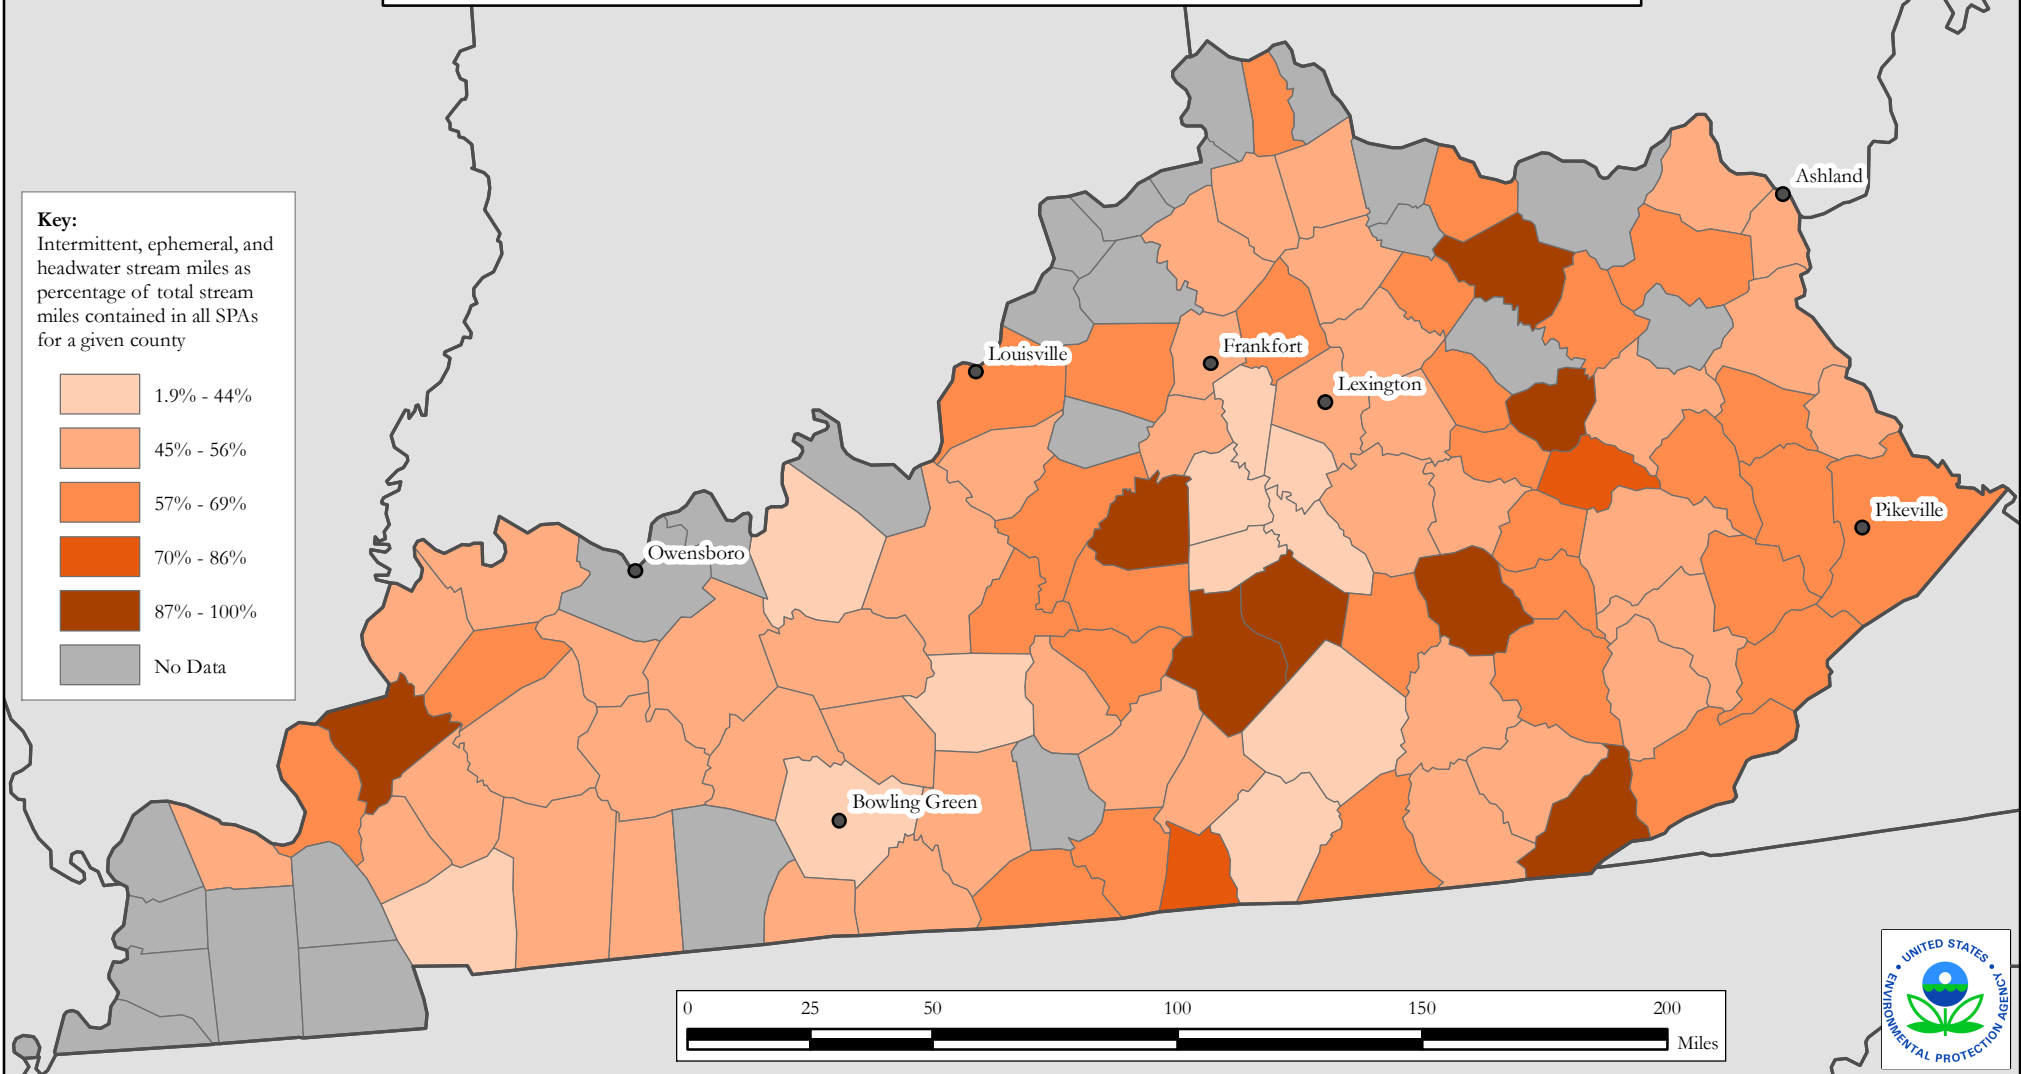 Ashland
Key:
Intermittent, ephemeral, and
headwater stream miles as
percentage of total stream
miles contained in all SPAs
for a given county
1.9% - 44%
45% - 56%
57% - 69%
70% - 86%
87% - 100%
No Data
Louisville
Frankfort
Lexington
Pikeville
Owensboro
Bowling Green
0 25 50 100 150 200
Miles
UNITED STATES
ENVIRONMENTAL PROTECTION AGENCY